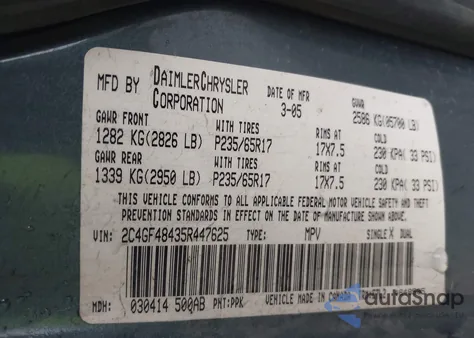 MFD BY DAIMLERCHRYSLER CORPORATION DATE OF MFR 3-05 GVWR 2586 KG(05700 LB)
GAWR FRONT WITH TIRES RIMS AT COLD
1282 KG(2826 LB) P235/65R17 17X7.5 230 KPA( 33 PSI)
GAWR REAR WITH TIRES RIMS AT COLD
1339 KG(2950 LB) P235/65R17 17X7.5 230 KPA( 33 PSI)
THIS VEHICLE CONFORMS TO ALL APPLICABLE FEDERAL MOTOR VEHICLE SAFETY AND THEFT
PREVENTION STANDARDS IN EFFECT ON THE DATE OF MANUFACTURE SHOWN ABOVE.
VIN: 2C4GF48435R447625 TYPE: MPV SINGLE X DUAL
MDH: 030414 500AB PNT:PPK VEHICLE MADE IN CANADA
autoSnap